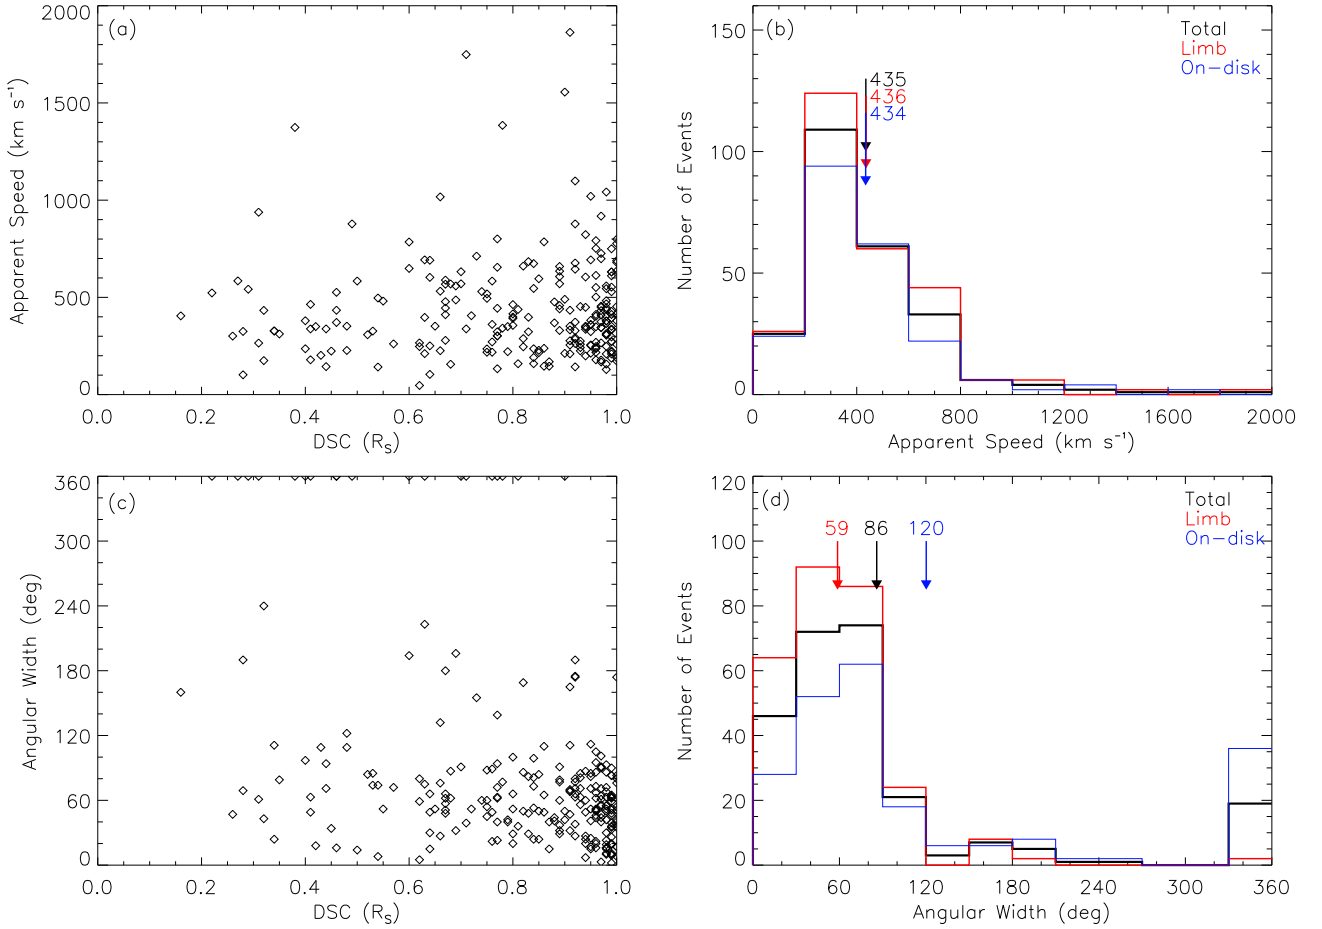 (a)
2000
1500
1000
500
0
Apparent Speed (km s⁻¹)
0.0 0.2 0.4 0.6 0.8 1.0
DSC (Rₛ)
(b)
Total
Limb
On-disk
435
436
434
150
100
50
0
Number of Events
0 400 800 1200 1600 2000
Apparent Speed (km s⁻¹)
(c)
360
300
240
180
120
60
0
Angular Width (deg)
0.0 0.2 0.4 0.6 0.8 1.0
DSC (Rₛ)
(d)
Total
Limb
On-disk
59 86 120
120
100
80
60
40
20
0
Number of Events
0 60 120 180 240 300 360
Angular Width (deg)